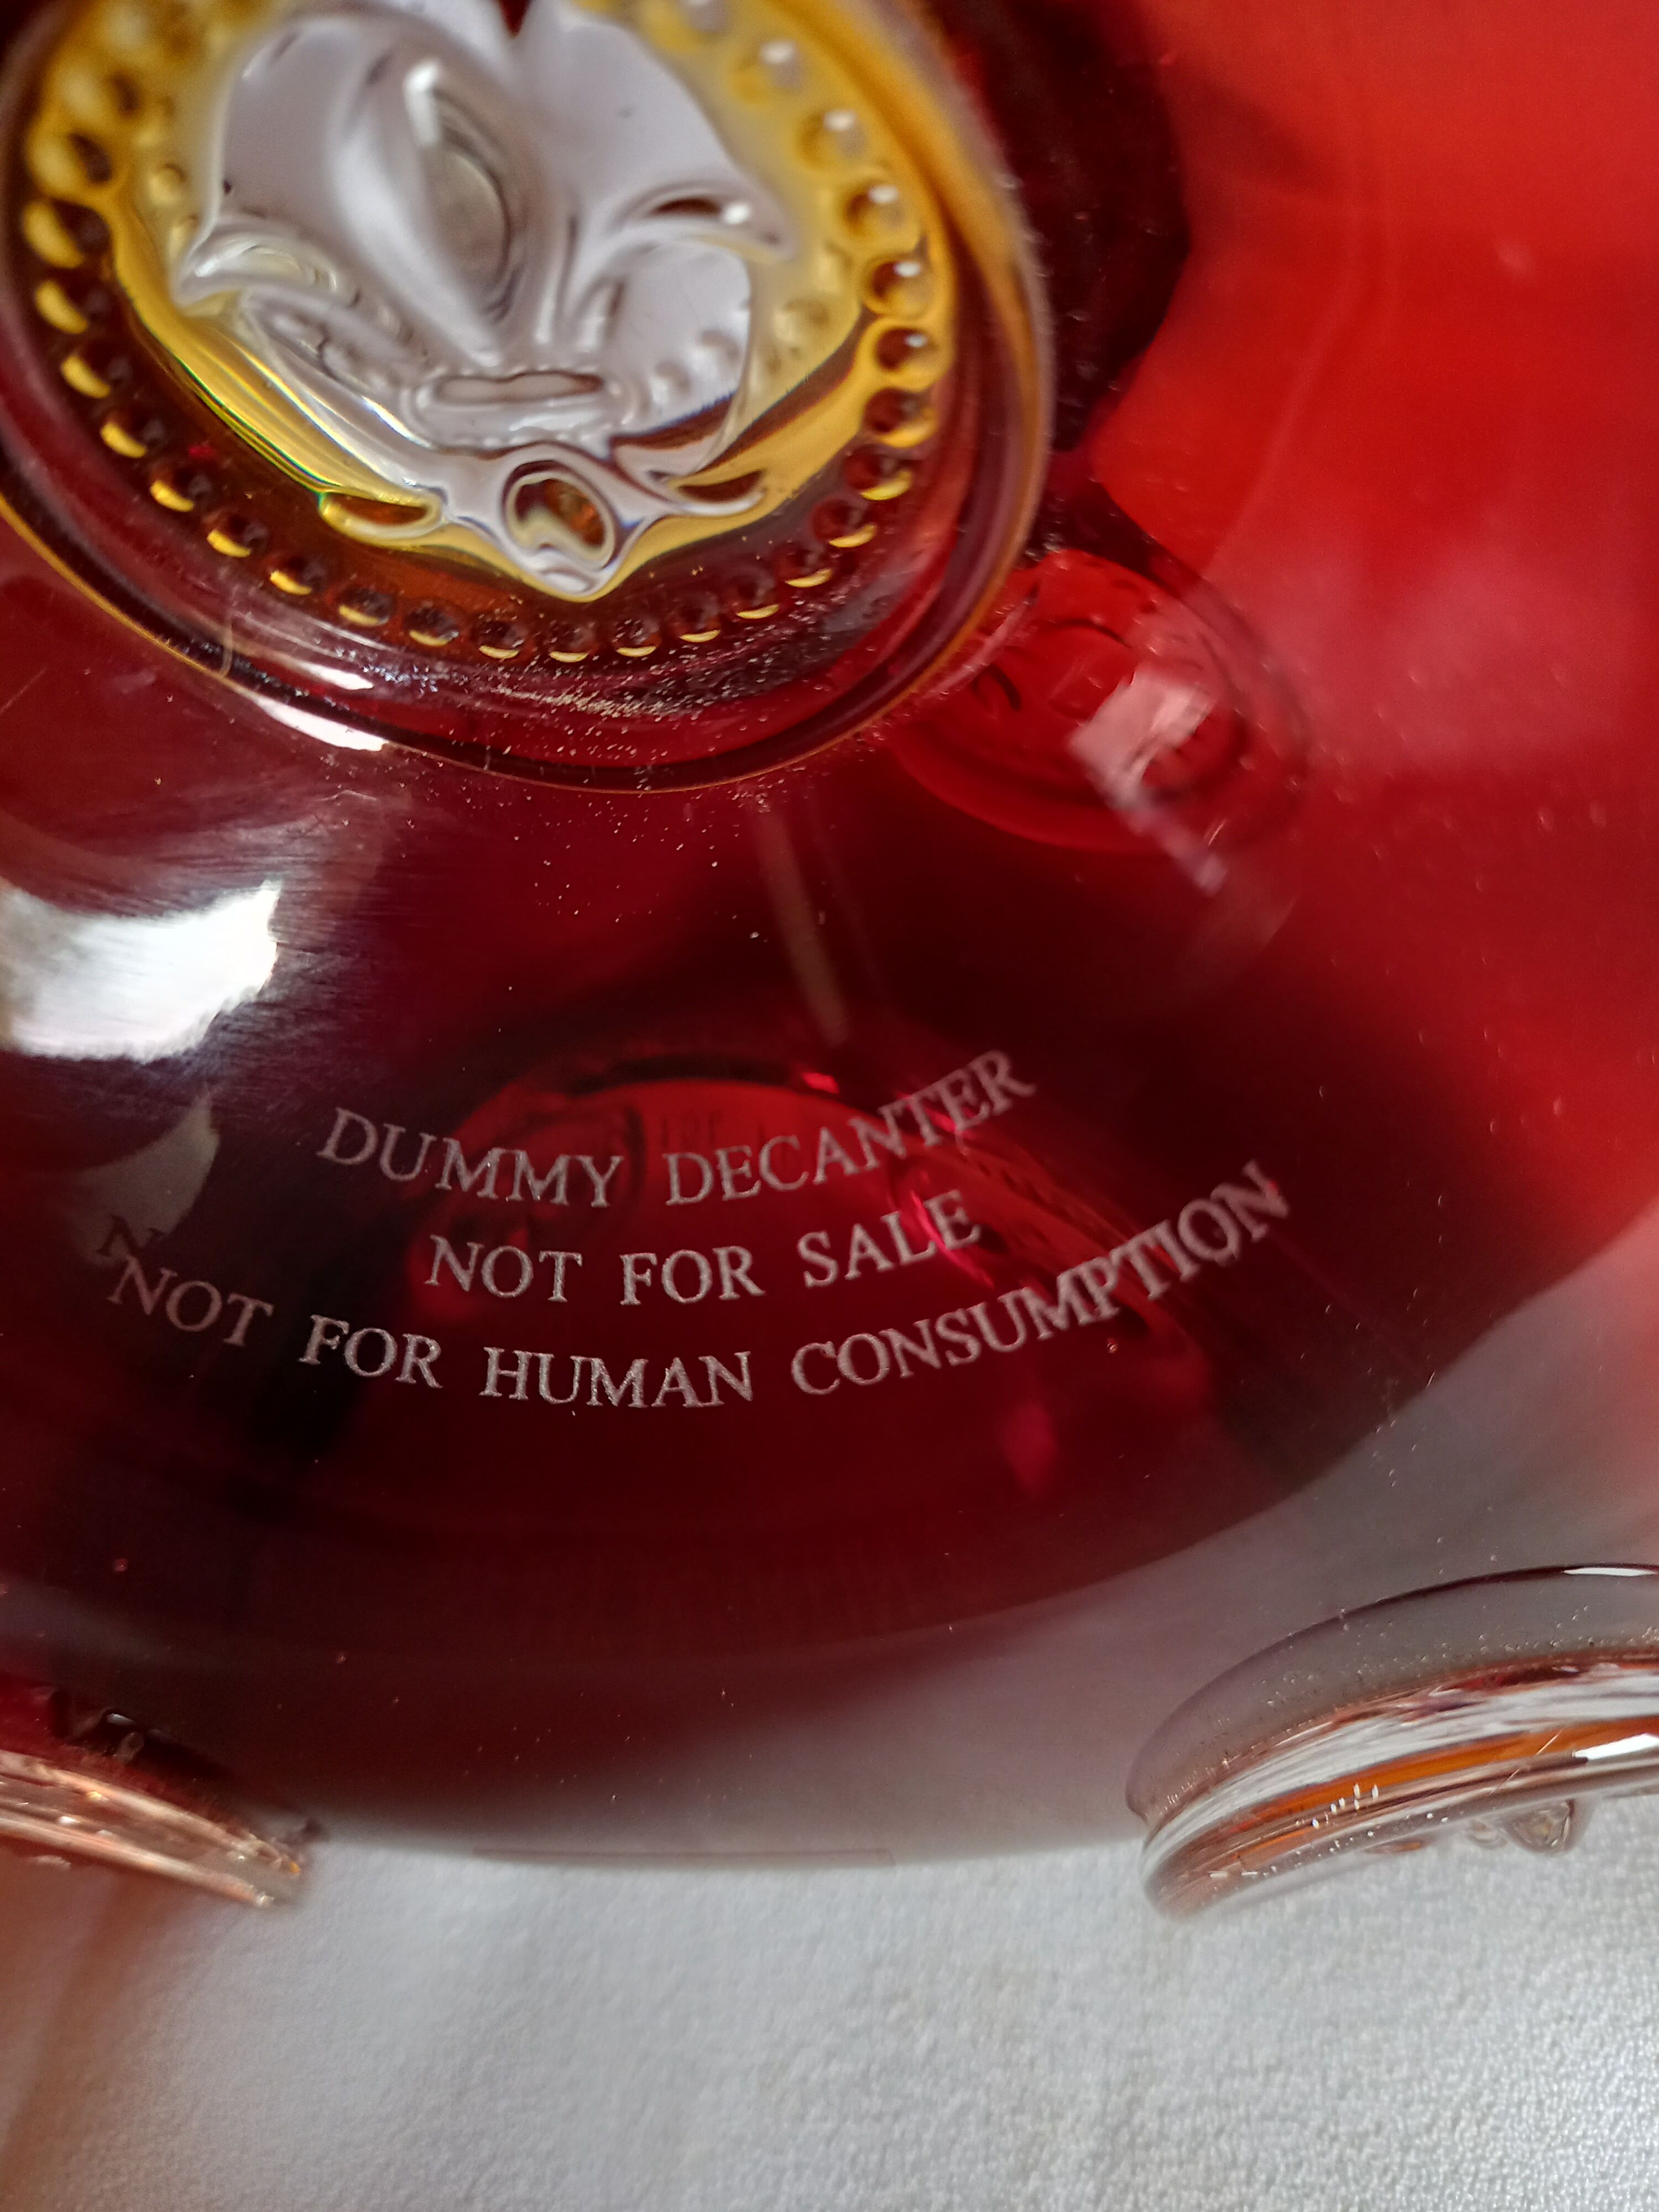 DUMMY DECANTER
NOT FOR SALE
NOT FOR HUMAN CONSUMPTION